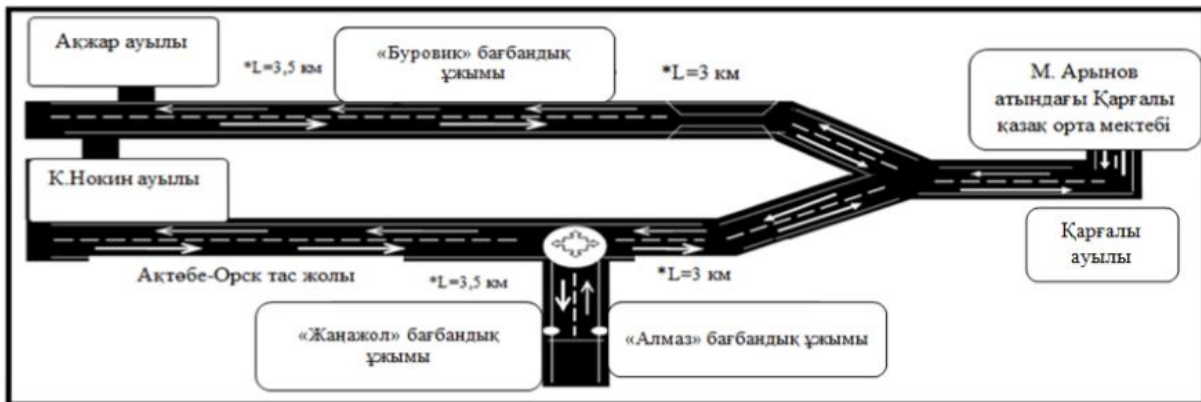 Ақжар ауылы
*L=3,5 км
«Буровик» бағбандық
ұжымы
*L=3 км
М. Арынов
атындағы Қарғалы
қазақ орта мектебі
К.Нокин ауылы
Қарғалы
ауылы
Ақтөбе-Орск тас жолы
*L=3,5 км
*L=3 км
«Жаңажол» бағбандық
ұжымы
«Алмаз» бағбандық ұжымы